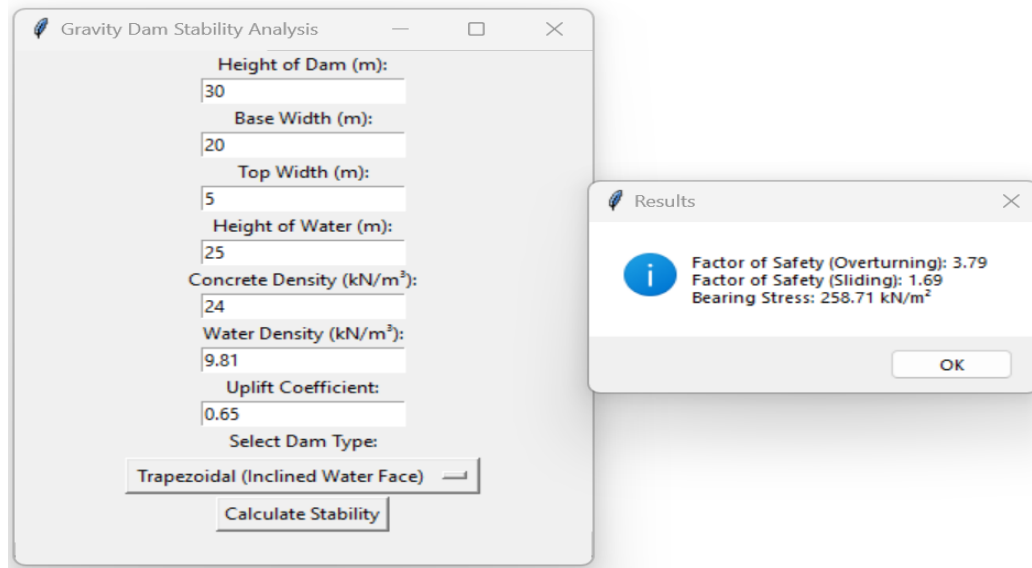 Gravity Dam Stability Analysis
Height of Dam (m):
30
Base Width (m):
20
Top Width (m):
5
Height of Water (m):
25
Concrete Density (kN/m³):
24
Water Density (kN/m³):
9.81
Uplift Coefficient:
0.65
Select Dam Type:
Trapezoidal (Inclined Water Face)
Calculate Stability
Results
Factor of Safety (Overturning): 3.79
Factor of Safety (Sliding): 1.69
Bearing Stress: 258.71 kN/m²
OK